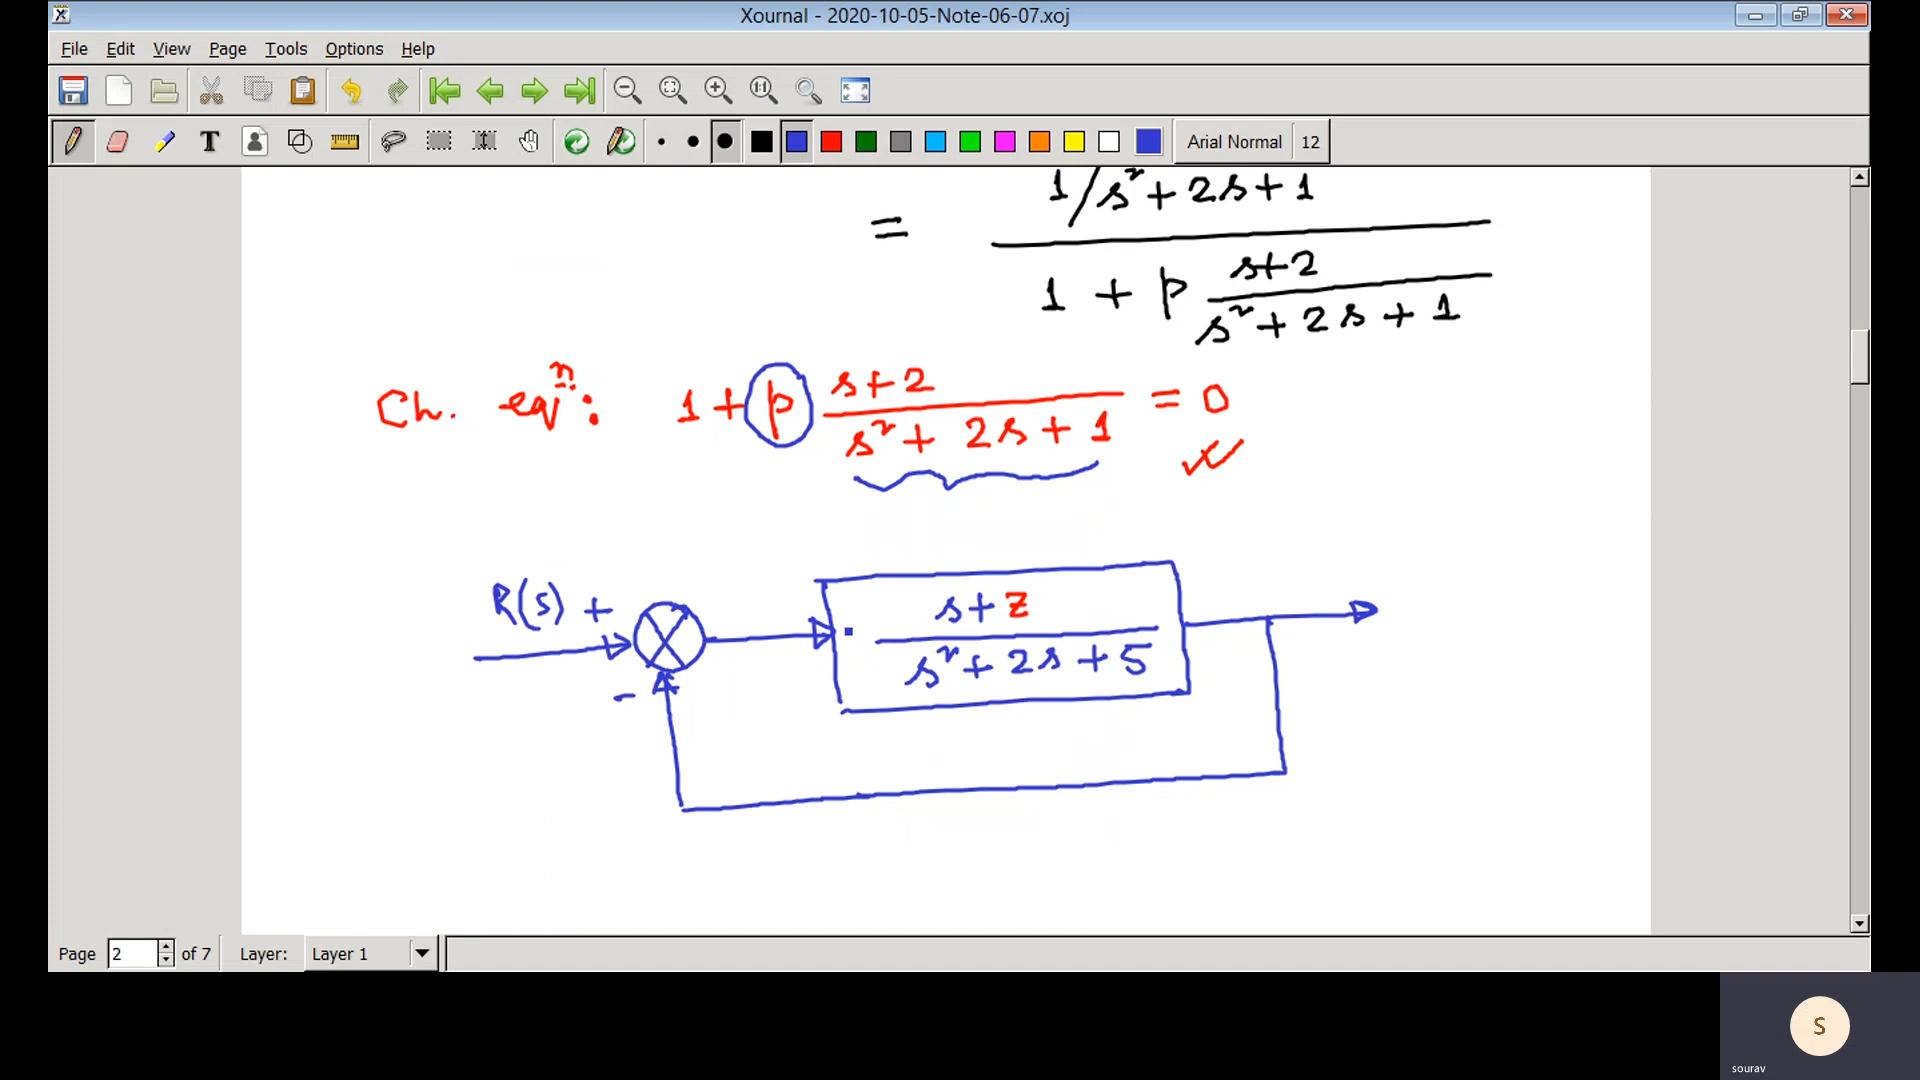 Xournal - 2020-10-05-Note-06-07.xoj
File Edit View Page Tools Options Help
Arial Normal 12
1/s²+2s+1
=
1 + p s+2
s²+2s+1
Ch. eqⁿ: 1+p s+2 = 0
s²+2s+1
R(s) +
s+z
s²+2s+5
-
Page 2 of 7 Layer: Layer 1
S
sourav